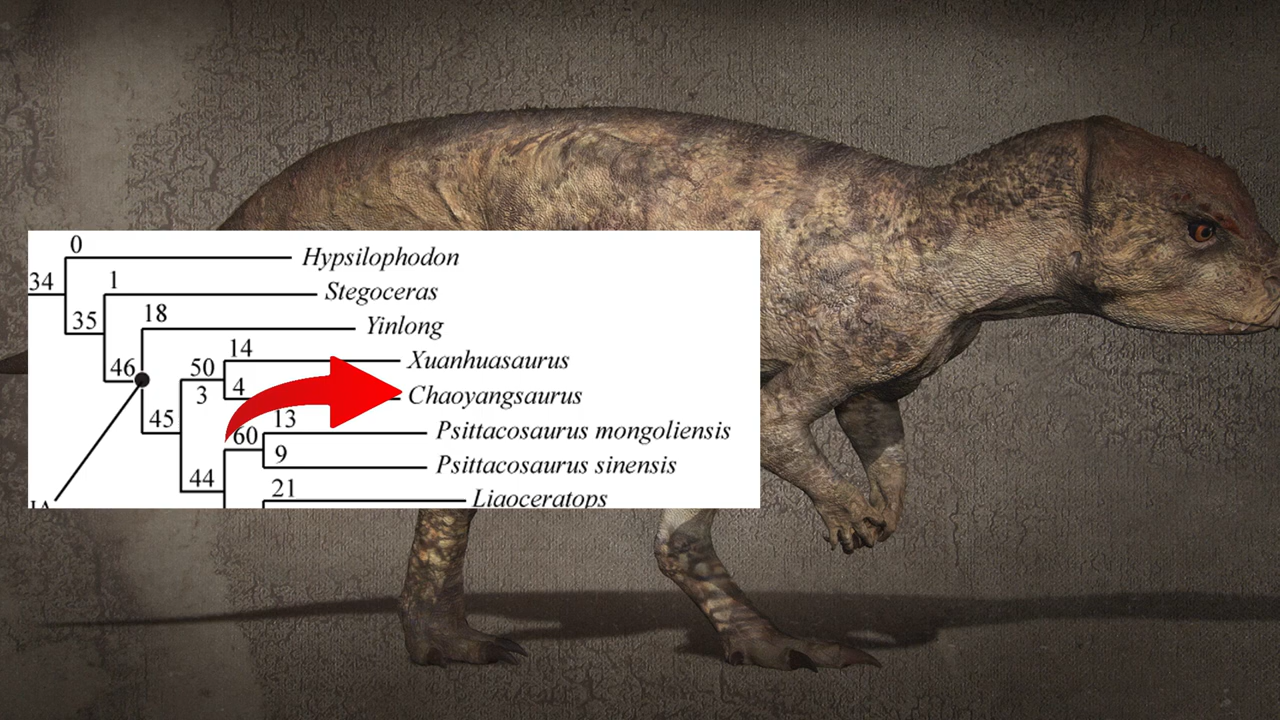 0
Hypsilophodon
34
1
Stegoceras
35
18
Yinlong
46
14
50
Xuanhuasaurus
3
4
Chaoyangsaurus
45
13
60
Psittacosaurus mongoliensis
9
Psittacosaurus sinensis
44
21
Liaoceratops